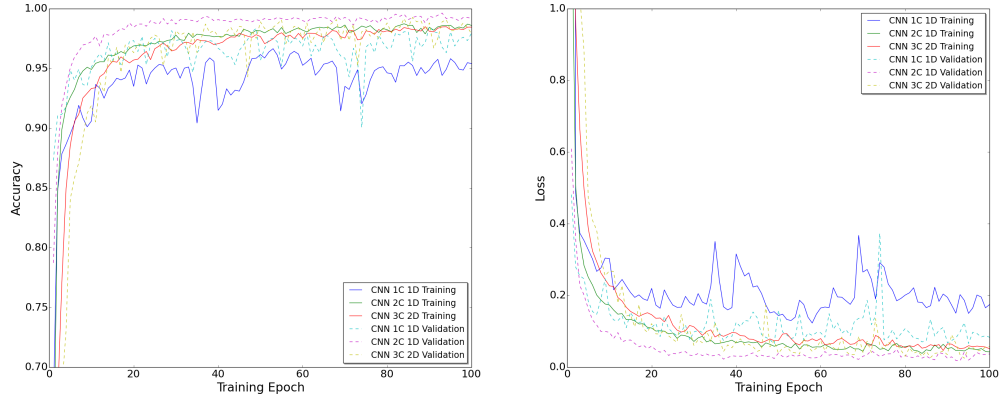 1.00
0.95
0.90
0.85
0.80
0.75
0.70
0
20
40
60
80
100
Accuracy
Training Epoch
CNN 1C 1D Training
CNN 2C 1D Training
CNN 3C 2D Training
CNN 1C 1D Validation
CNN 2C 1D Validation
CNN 3C 2D Validation
1.0
0.8
0.6
0.4
0.2
0.0
0
20
40
60
80
100
Loss
Training Epoch
CNN 1C 1D Training
CNN 2C 1D Training
CNN 3C 2D Training
CNN 1C 1D Validation
CNN 2C 1D Validation
CNN 3C 2D Validation